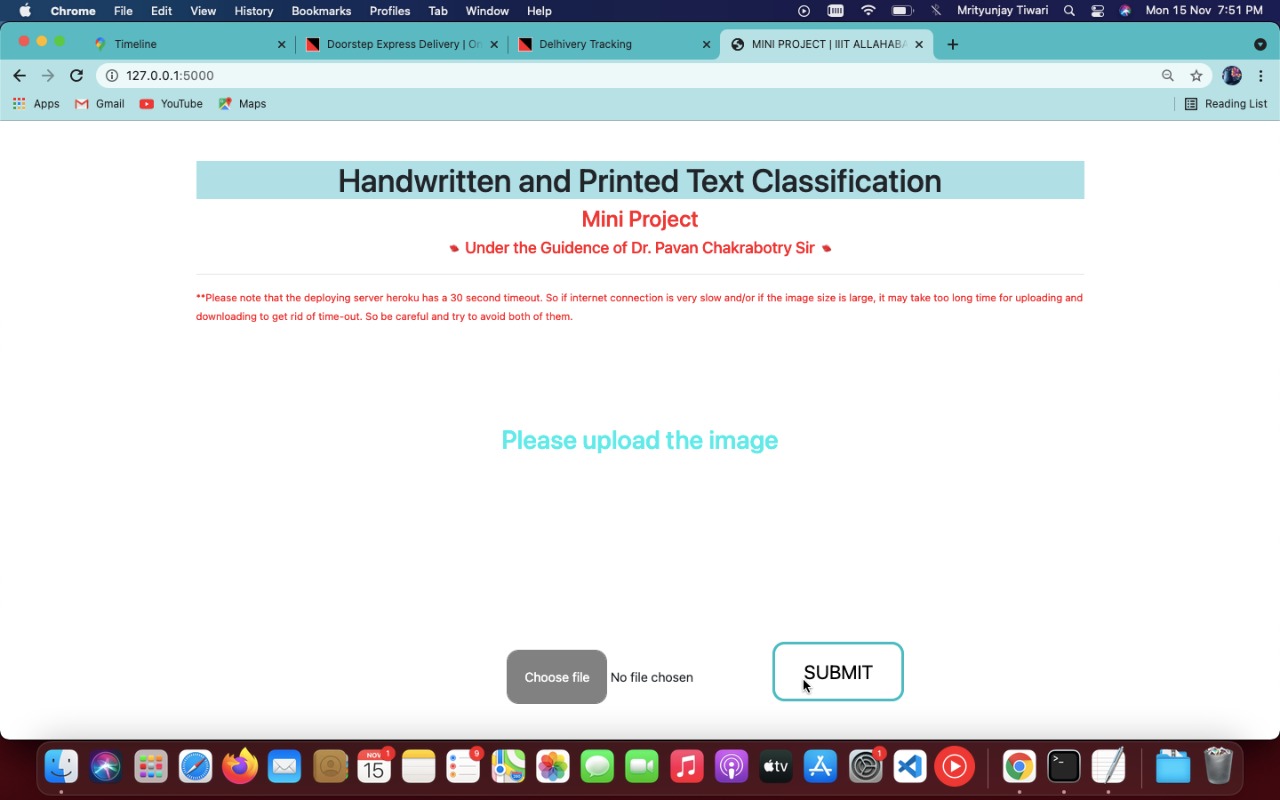 Chrome File Edit View History Bookmarks Profiles Tab Window Help Mrityunjay Tiwari Mon 15 Nov 7:51 PM
Timeline Doorstep Express Delivery | On Delhivery Tracking MINI PROJECT | IIIT ALLAHABA
127.0.0.1:5000
Apps Gmail YouTube Maps Reading List
Handwritten and Printed Text Classification
Mini Project
Under the Guidence of Dr. Pavan Chakrabotry Sir
**Please note that the deploying server heroku has a 30 second timeout. So if internet connection is very slow and/or if the image size is large, it may take too long time for uploading and
downloading to get rid of time-out. So be careful and try to avoid both of them.
Please upload the image
Choose file No file chosen SUBMIT
NOV 1 15 9 tv 1 >_